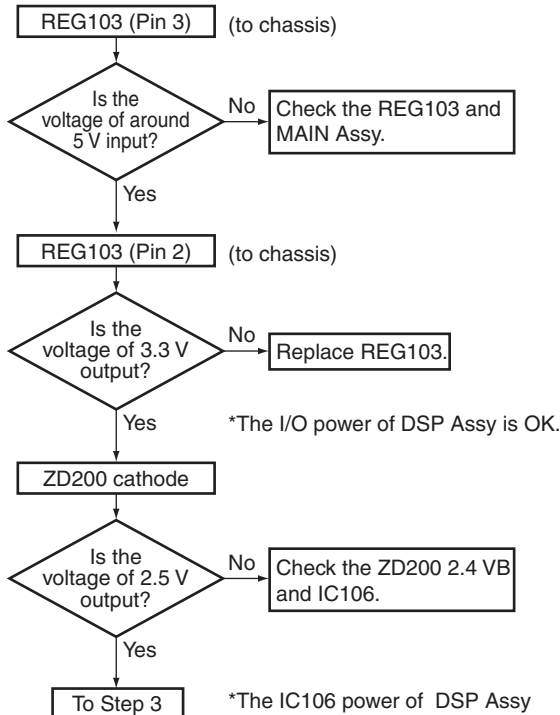 REG103 (Pin 3) (to chassis)
Is the
voltage of around
5 V input?
No
Check the REG103 and
MAIN Assy.
Yes
REG103 (Pin 2) (to chassis)
Is the
voltage of 3.3 V
output?
No
Replace REG103.
Yes
*The I/O power of DSP Assy is OK.
ZD200 cathode
Is the
voltage of 2.5 V
output?
No
Check the ZD200 2.4 VB
and IC106.
Yes
To Step 3
*The IC106 power of DSP Assy